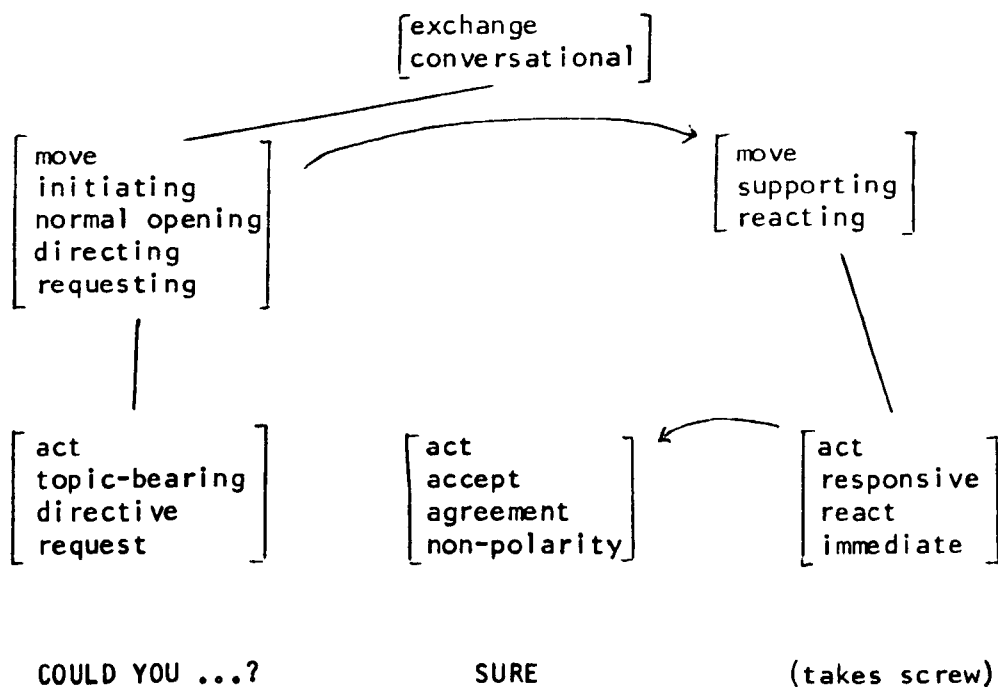 exchange
conversational
move
initiating
normal opening
directing
requesting
move
supporting
reacting
act
topic-bearing
directive
request
act
accept
agreement
non-polarity
act
responsive
react
immediate
COULD YOU ...?
SURE
(takes screw)